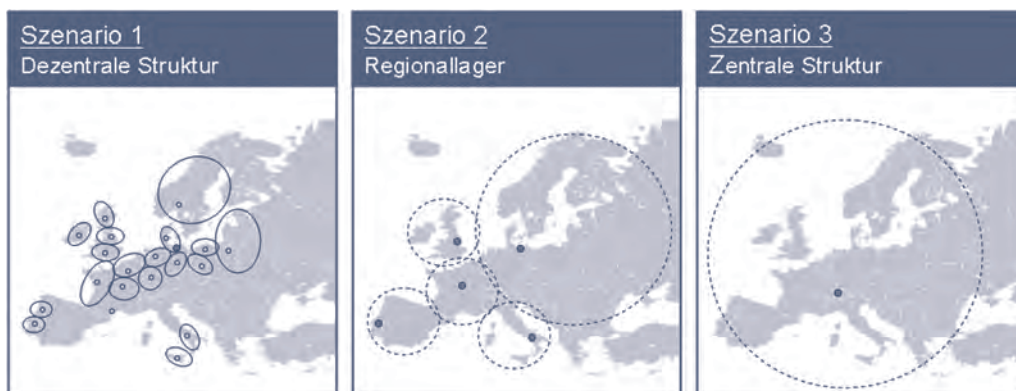 Szenario 1
Dezentrale Struktur
Szenario 2
Regionallager
Szenario 3
Zentrale Struktur